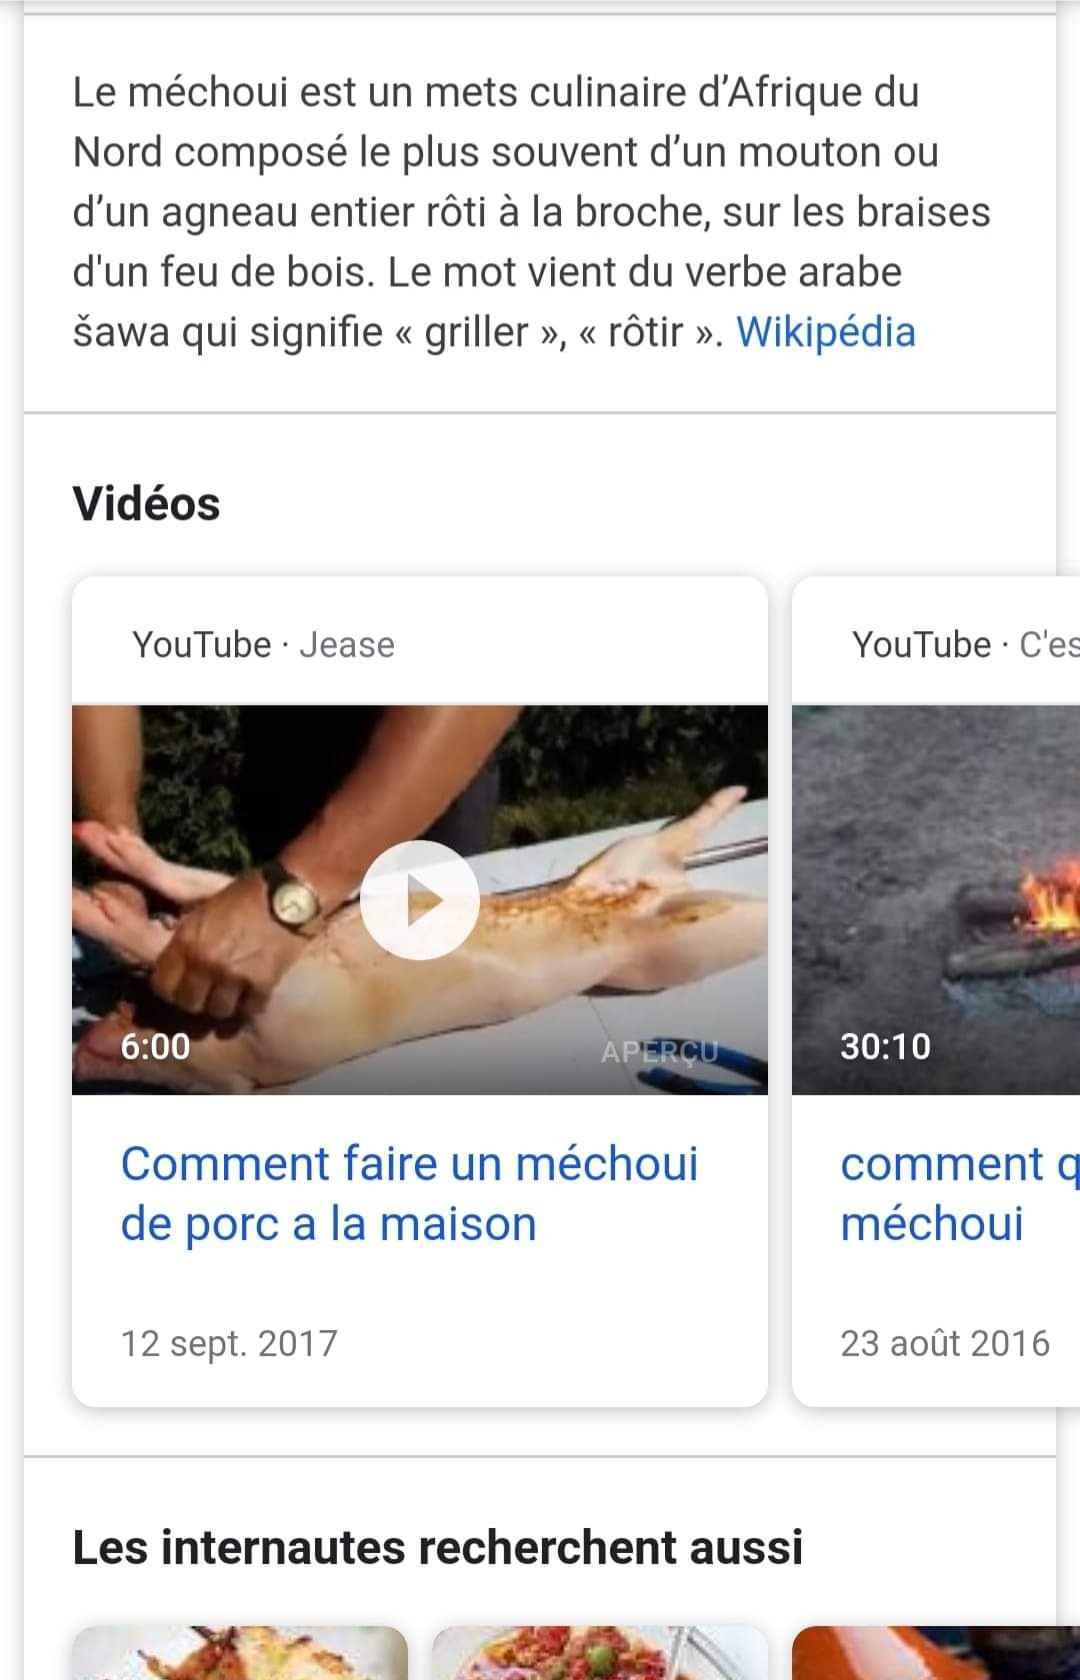 Le méchoui est un mets culinaire d’Afrique du
Nord composé le plus souvent d’un mouton ou
d’un agneau entier rôti à la broche, sur les braises
d'un feu de bois. Le mot vient du verbe arabe
šawa qui signifie « griller », « rôtir ». Wikipédia
Vidéos
YouTube · Jease
6:00
APERÇU
Comment faire un méchoui
de porc a la maison
12 sept. 2017
YouTube ·
30:10
comment
méchoui
23 août 2016
Les internautes recherchent aussi